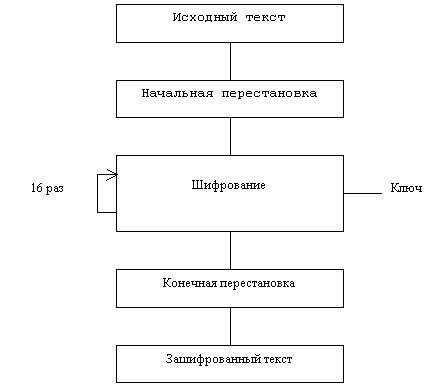 Исходный текст
Начальная перестановка
16 раз
Шифрование
Ключ
Конечная перестановка
Зашифрованный текст